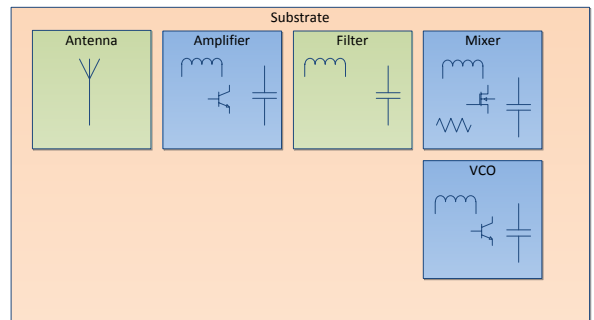 Substrate
Antenna
Amplifier
Filter
Mixer
VCO